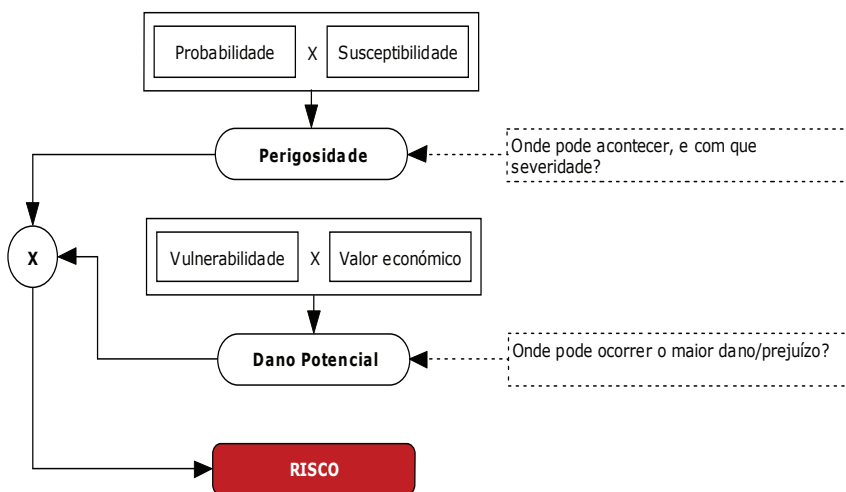 Probabilidade X Susceptibilidade
Perigosidade
Onde pode acontecer, e com que
severidade?
X
Vulnerabilidade X Valor económico
Dano Potencial
Onde pode ocorrer o maior dano/prejuízo?
RISCO